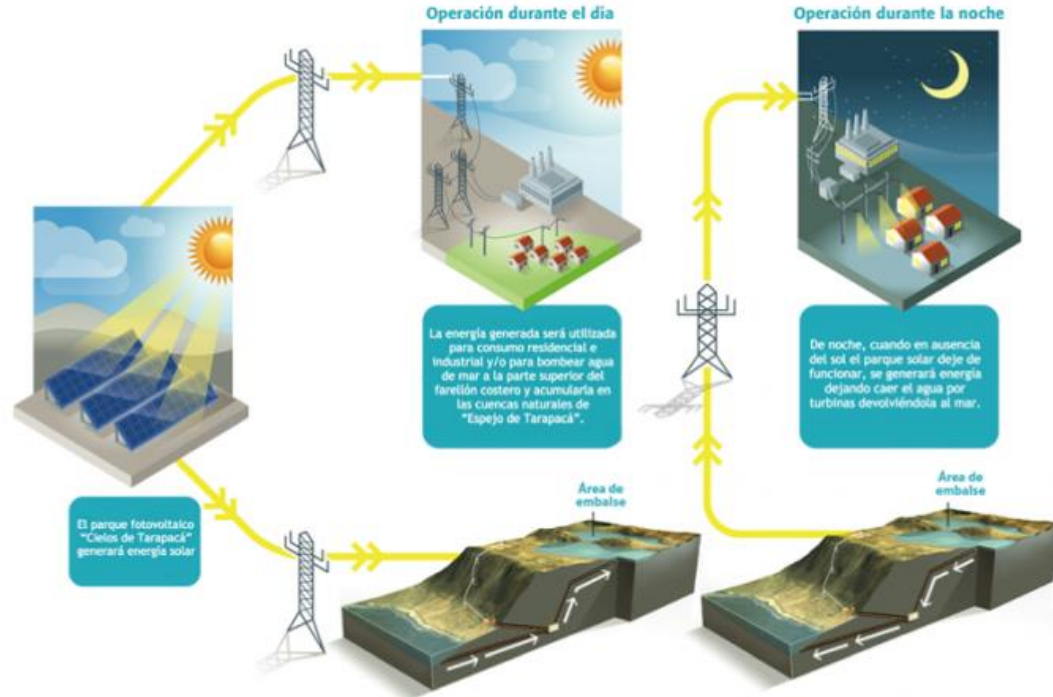 Operación durante el día
Operación durante la noche
La energía generada será utilizada
para consumo residencial e
industrial y/o para bombear agua
de mar a la parte superior del
farellón costero y acumularla en
las cuencas naturales de
"Espejo de Tarapacá".
De noche, cuando en ausencia
del sol el parque solar deje de
funcionar, se generará energía
dejando caer el agua por
turbinas devolviéndola al mar.
El parque fotovoltaico
"Cielos de Tarapacá"
generará energía solar
Área de
embalse
Área de
embalse